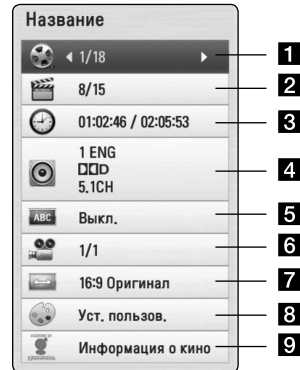 Название
1/18
1
8/15
2
01:02:46 / 02:05:53
3
1 ENG
DD D
5.1CH
4
ABC
Выкл.
5
1/1
6
16:9 Оригинал
7
Уст. пользов.
8
Информация о кино
9